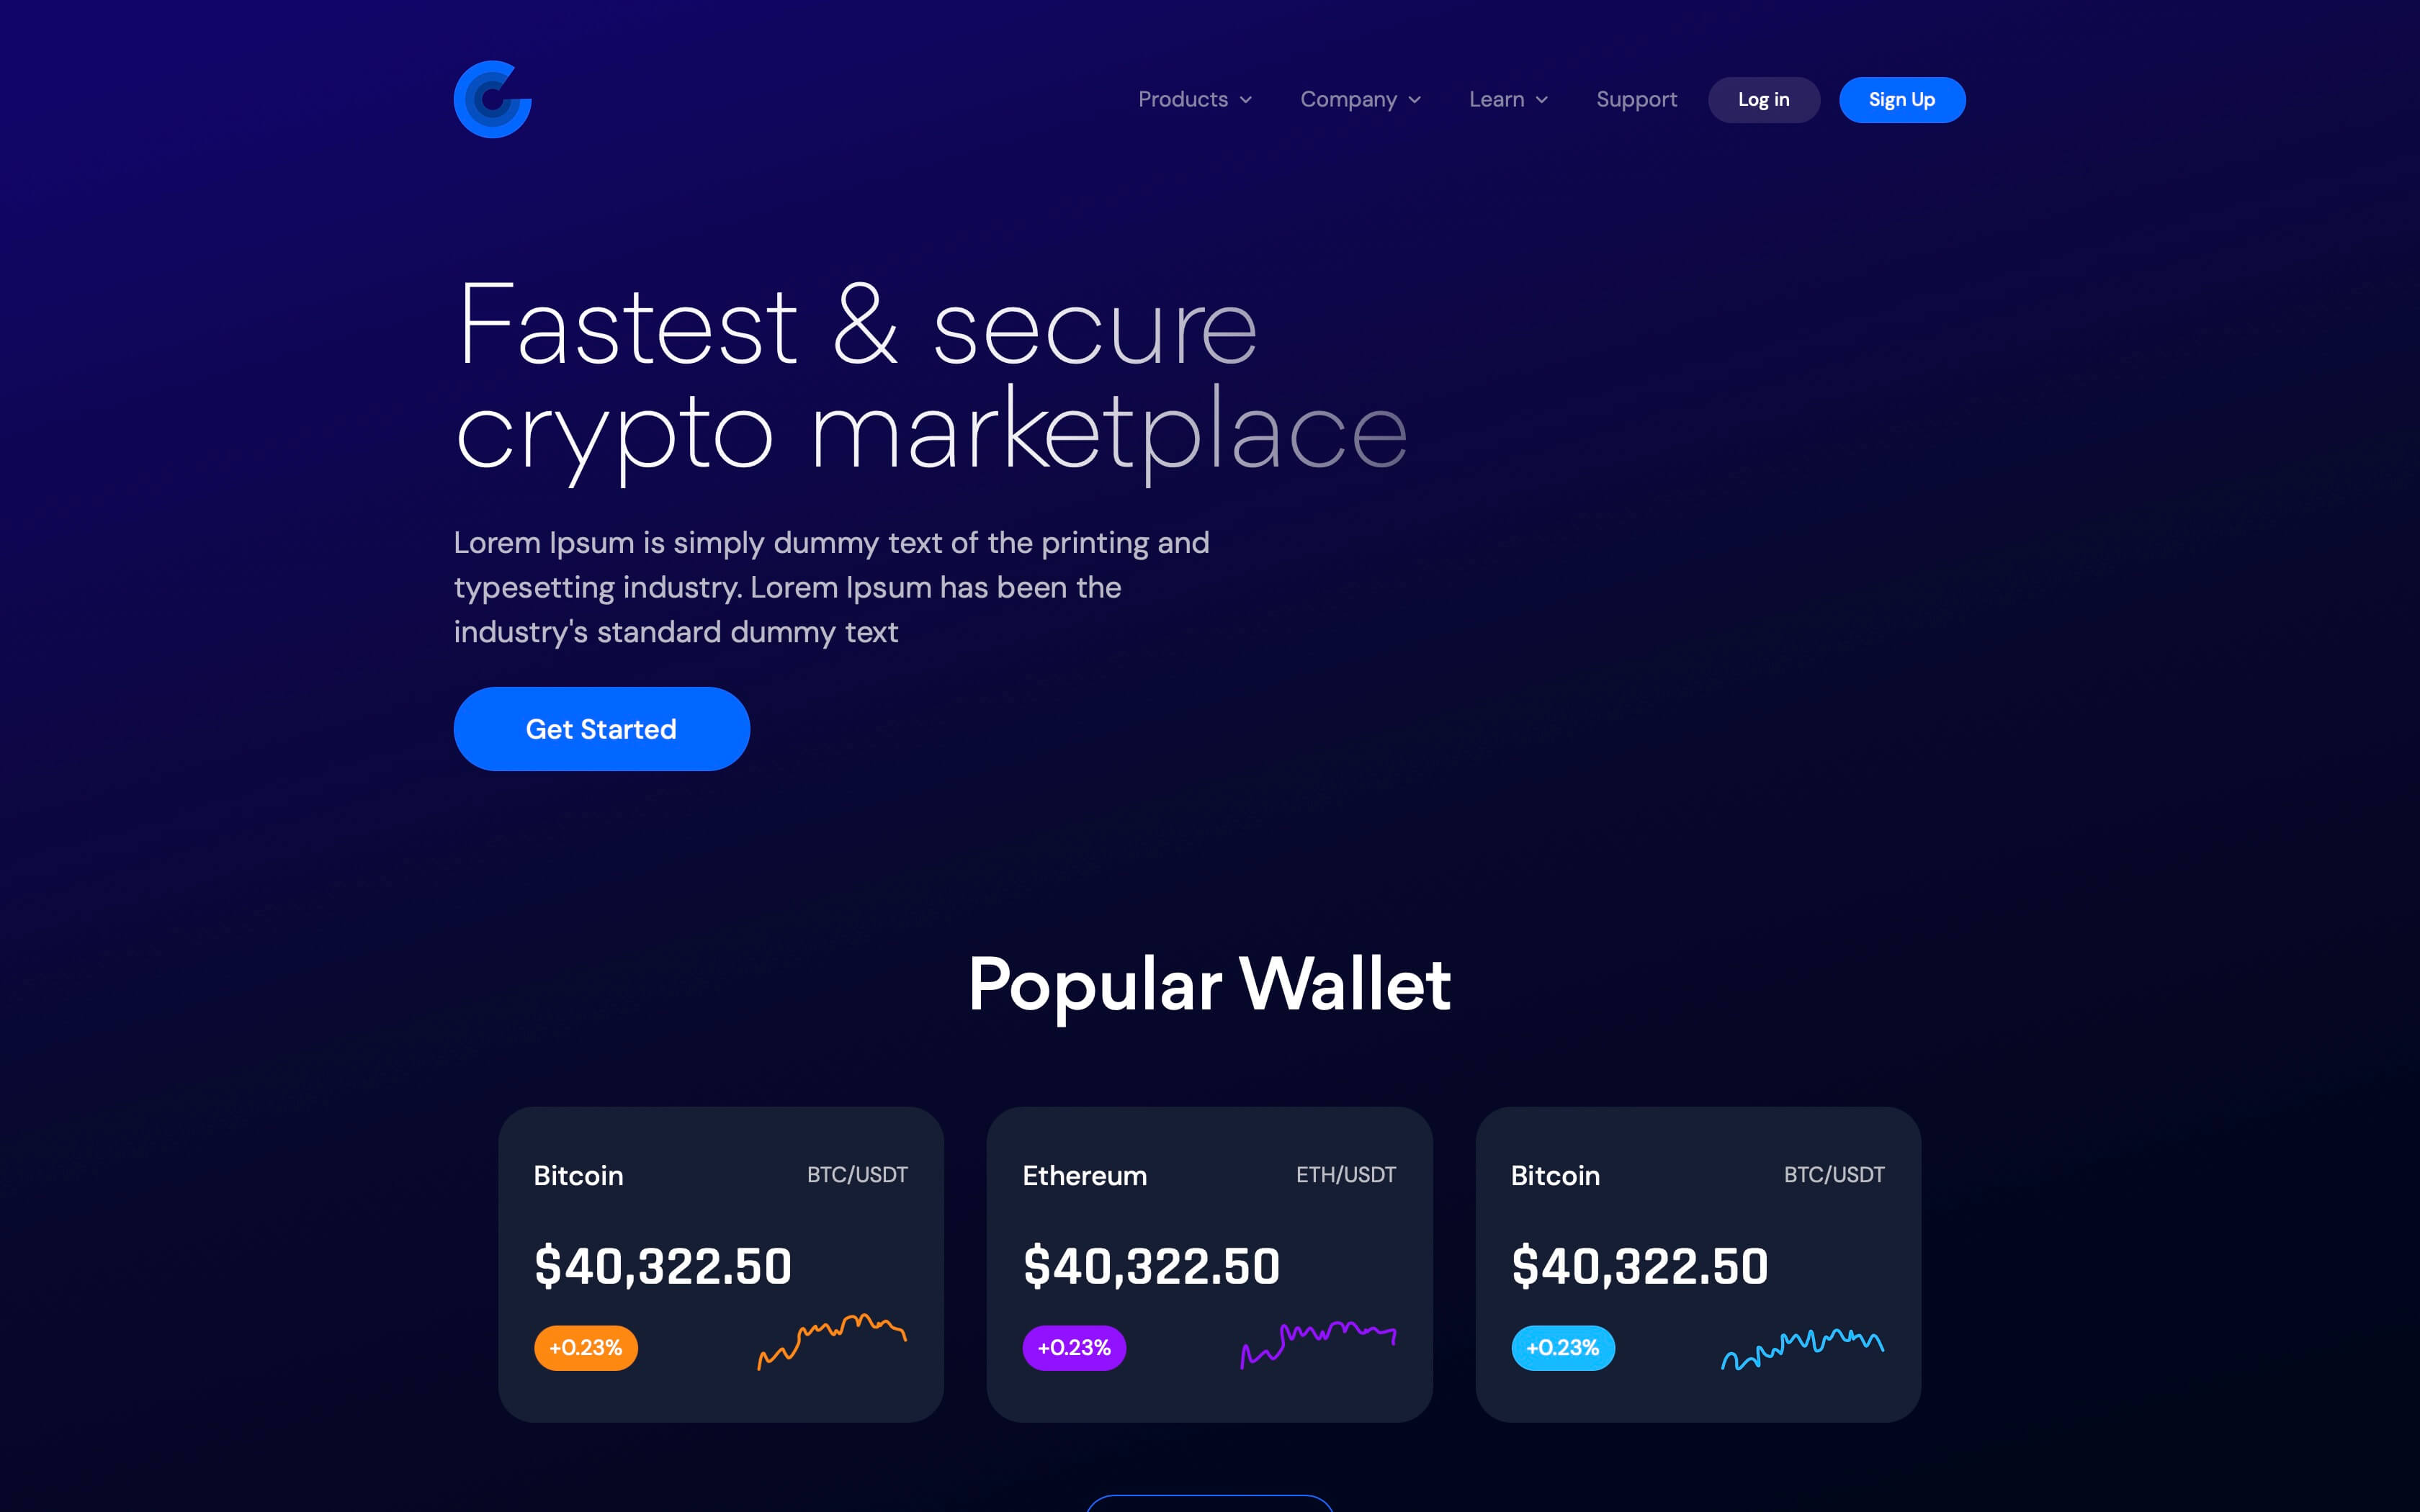 Products
Company
Learn
Support
Log in
Sign Up
Fastest & secure
crypto marketplace
Lorem Ipsum is simply dummy text of the printing and
typesetting industry. Lorem Ipsum has been the
industry's standard dummy text
Get Started
Popular Wallet
Bitcoin
BTC/USDT
$40,322.50
+0.23%
Ethereum
ETH/USDT
$40,322.50
+0.23%
Bitcoin
BTC/USDT
$40,322.50
+0.23%